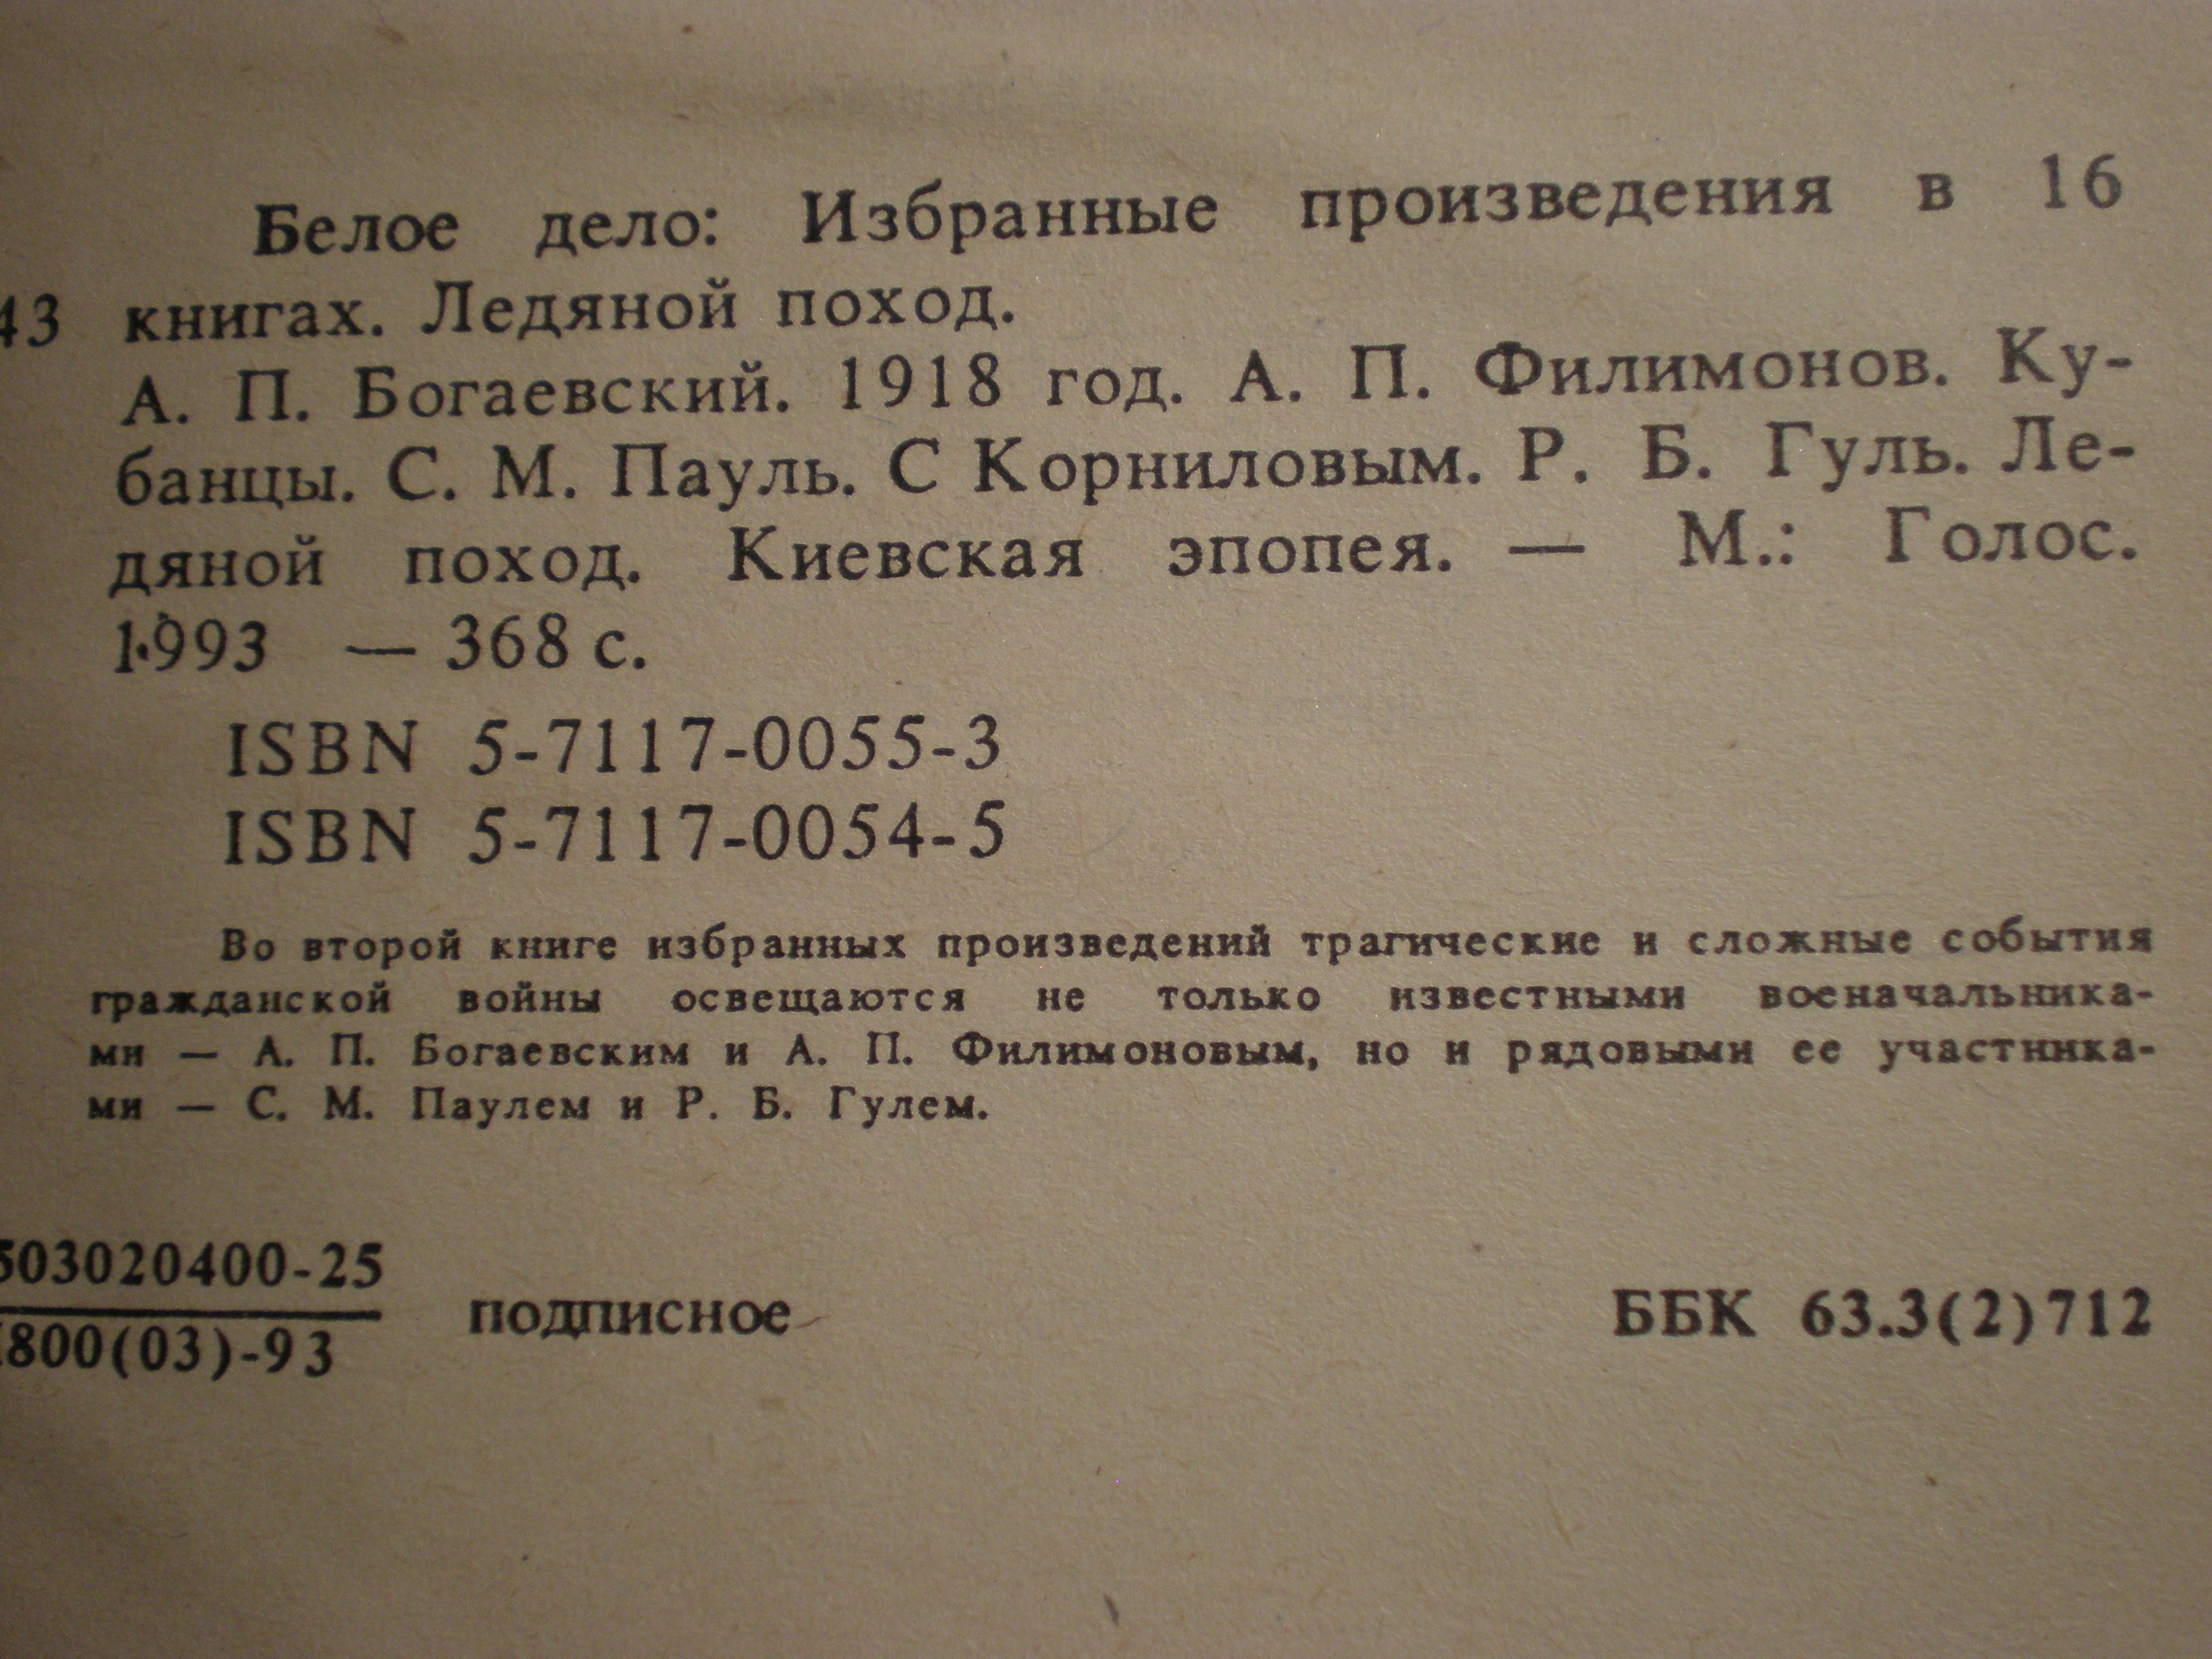 Белое дело: Избранные произведения в 16
43 книгах. Ледяной поход.
А. П. Богаевский. 1918 год. А. П. Филимонов. Ку-
банцы. С. М. Пауль. С Корниловым. Р. Б. Гуль. Ле-
дяной поход. Киевская эпопея. — М.: Голос.
1993 — 368 с.
ISBN 5-7117-0055-3
ISBN 5-7117-0054-5
Во второй книге избранных произведений трагические и сложные события
гражданской войны освещаются не только известными военачальника-
ми — А. П. Богаевским и А. П. Филимоновым, но и рядовыми ее участника-
ми — С. М. Паулем и Р. Б. Гулем.
503020400-25
800(03)-93
подписное ББК 63.3(2)712